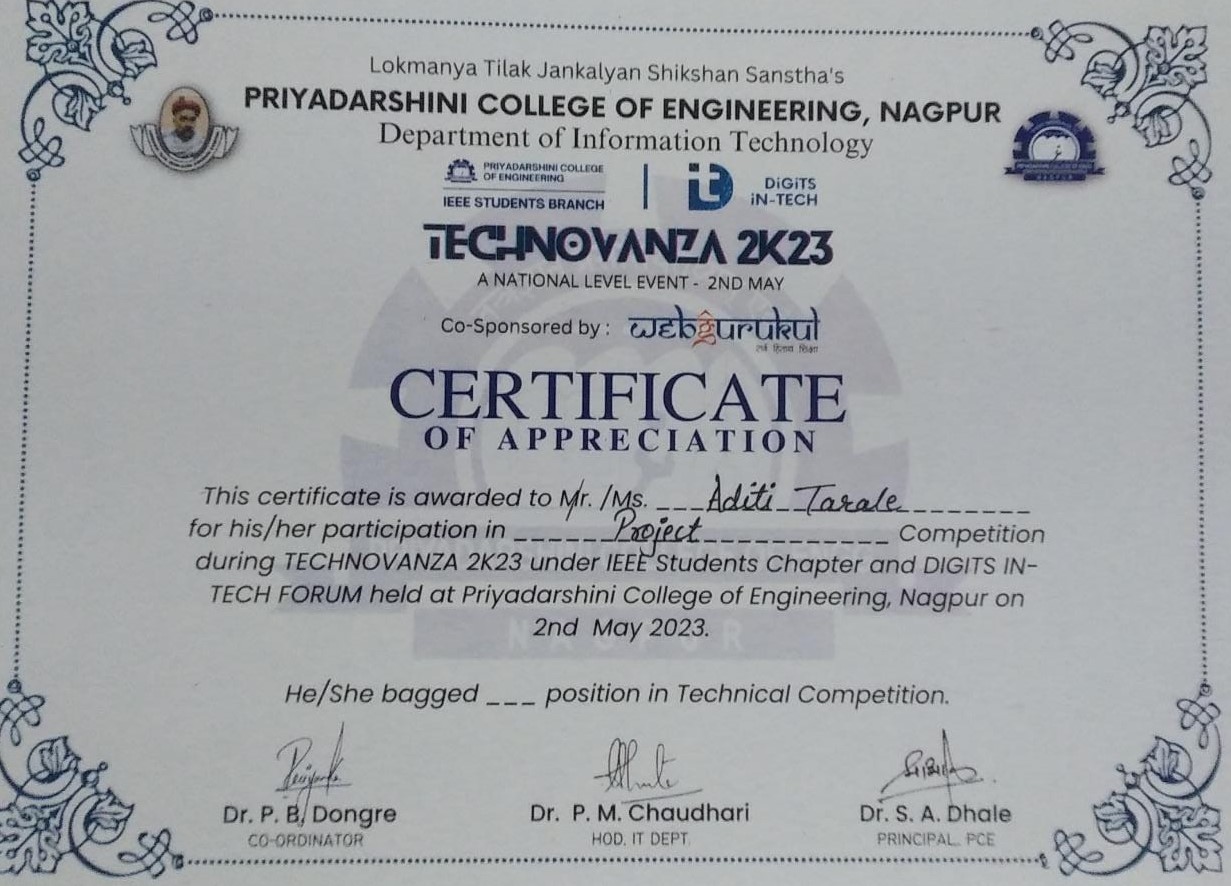 Lokmanya Tilak Jankalyan Shikshan Sanstha's
PRIYADARSHINI COLLEGE OF ENGINEERING, NAGPUR
Department of Information Technology
PRIYADARSHINI COLLEGE
OF ENGINEERING
IEEE STUDENTS BRANCH
it
DiGiTS
iN-TECH
TECHNOVANZA 2K23
A NATIONAL LEVEL EVENT - 2ND MAY
Co-Sponsored by : webgurukul
CERTIFICATE
OF APPRECIATION
This certificate is awarded to Mr. /Ms. ___Aditi_Tarale________
for his/her participation in ______Project____________ Competition
during TECHNOVANZA 2K23 under IEEE Students Chapter and DIGITS IN-
TECH FORUM held at Priyadarshini College of Engineering, Nagpur on
2nd May 2023.
NAGPUR
He/She bagged ___ position in Technical Competition.
Dr. P. B. Dongre
CO-ORDINATOR
Dr. P. M. Chaudhari
HOD. IT DEPT.
Dr. S. A. Dhale
PRINCIPAL, PCE